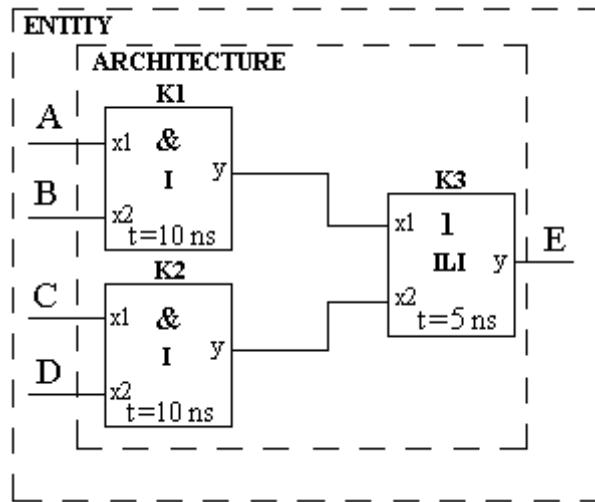 ENTITY
ARCHITECTURE
K1
A
x1
&
I
y
B
x2
t=10 ns
K2
C
x1
&
I
y
D
x2
t=10 ns
K3
x1
1
ILI
y
E
x2
t=5 ns